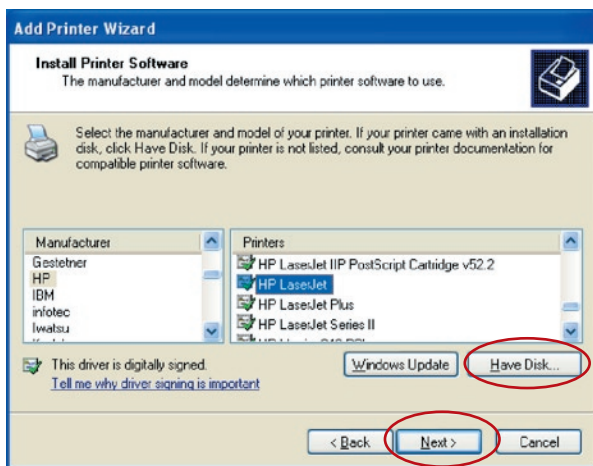 Add Printer Wizard
Install Printer Software
The manufacturer and model determine which printer software to use.
Select the manufacturer and model of your printer. If your printer came with an installation
disk, click Have Disk. If your printer is not listed, consult your printer documentation for
compatible printer software.
Manufacturer
Gestetner
HP
IBM
infotec
Iwatsu
Printers
HP LaserJet IIP PostScript Cartridge v52.2
HP LaserJet
HP LaserJet Plus
HP LaserJet Series II
This driver is digitally signed.
Tell me why driver signing is important
Windows Update
Have Disk...
< Back
Next >
Cancel